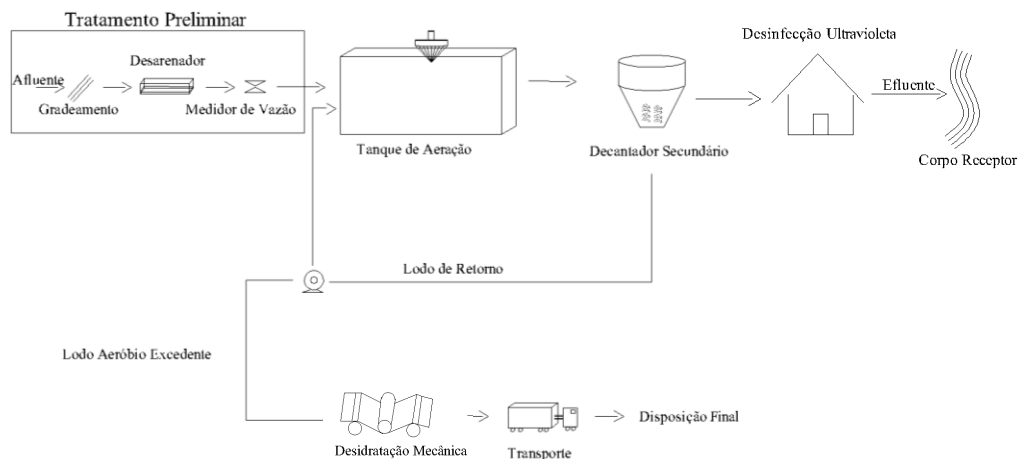 Tratamento Preliminar
Desarenador
Afluente
Gradeamento
Medidor de Vazão
Tanque de Aeração
Decantador Secundário
Desinfecção Ultravioleta
Efluente
Corpo Receptor
Lodo de Retorno
Lodo Aeróbio Excedente
Desidratação Mecânica
Transporte
Disposição Final